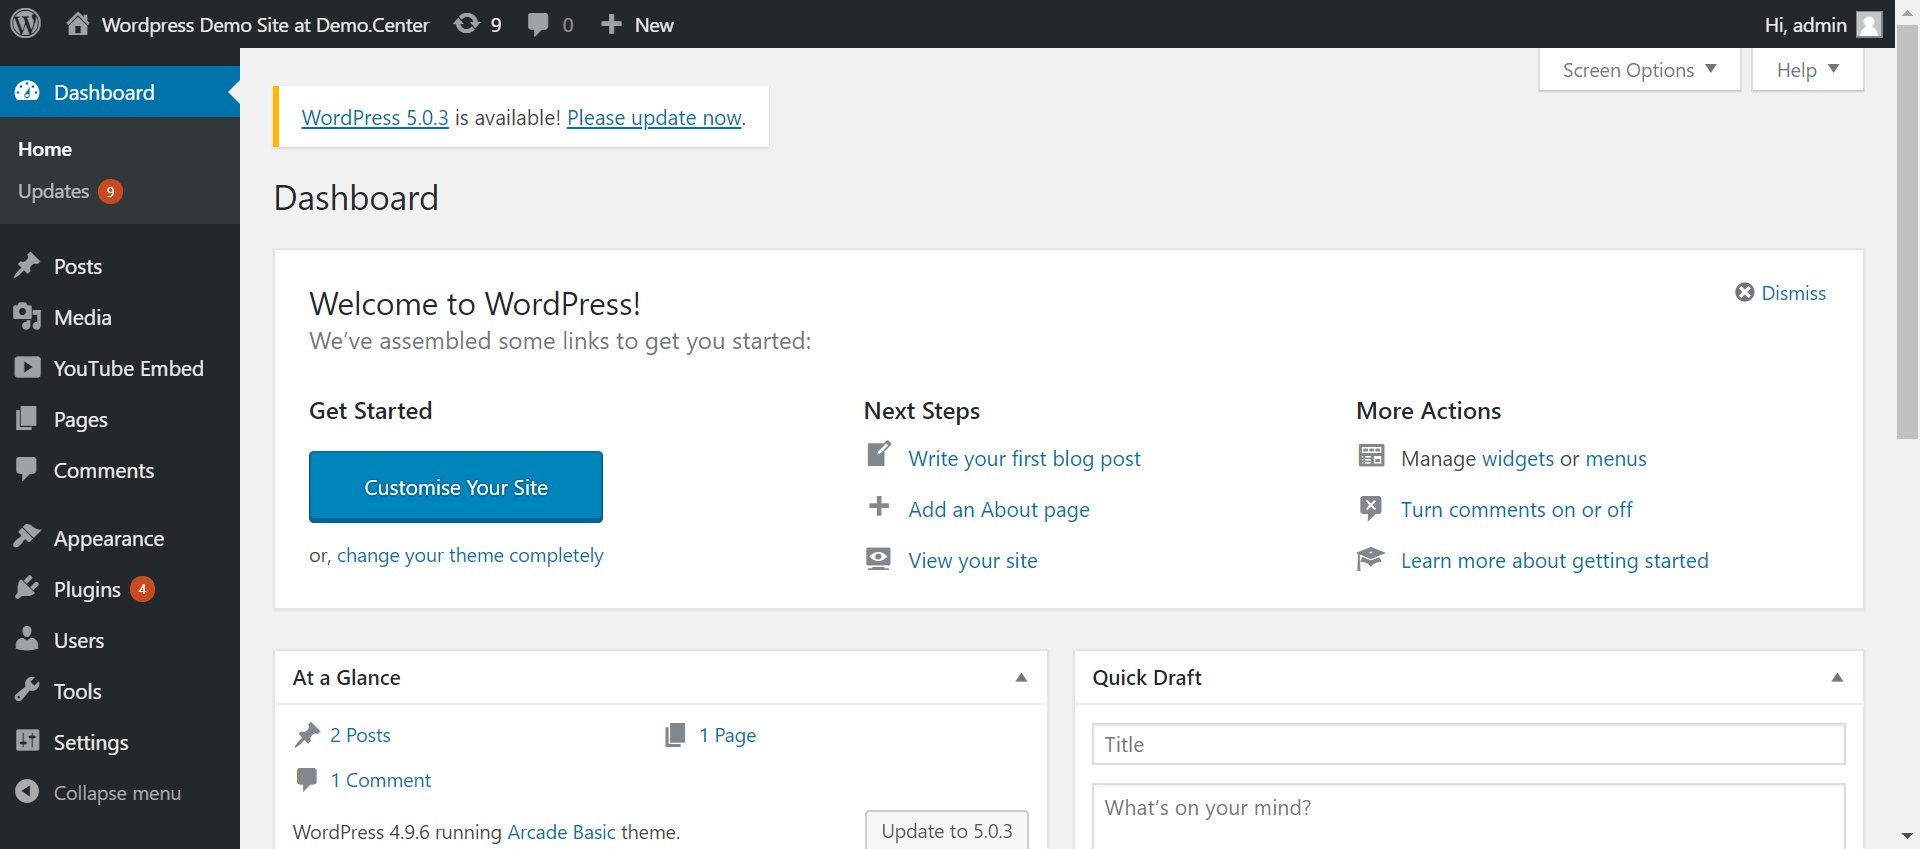 Wordpress Demo Site at Demo.Center 9 0 New Hi, admin
Dashboard
Home
Updates 9
Posts
Media
YouTube Embed
Pages
Comments
Appearance
Plugins 4
Users
Tools
Settings
Collapse menu
Screen Options Help
WordPress 5.0.3 is available! Please update now.
Dashboard
Welcome to WordPress!
Dismiss
We’ve assembled some links to get you started:
Get Started
Customise Your Site
or, change your theme completely
Next Steps
Write your first blog post
Add an About page
View your site
More Actions
Manage widgets or menus
Turn comments on or off
Learn more about getting started
At a Glance
2 Posts 1 Page
1 Comment
WordPress 4.9.6 running Arcade Basic theme. Update to 5.0.3
Quick Draft
Title
What’s on your mind?